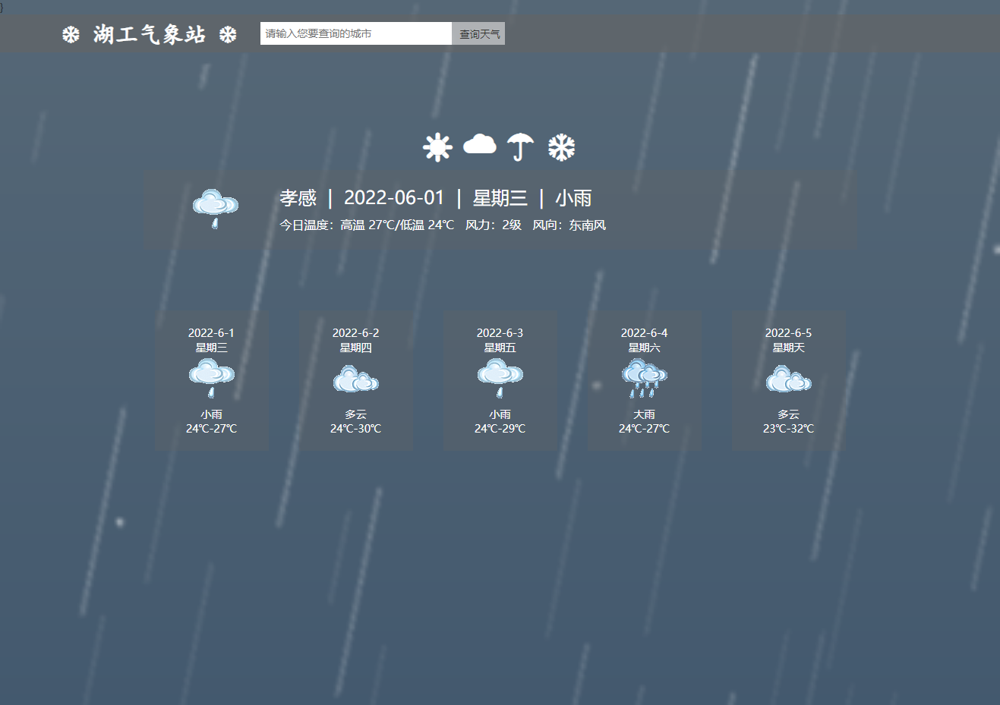 }
湖工气象站
请输入您要查询的城市
查询天气
孝感 | 2022-06-01 | 星期三 | 小雨
今日温度：高温 27℃/低温 24℃ 风力：2级 风向：东南风
2022-6-1
星期三
小雨
24℃-27℃
2022-6-2
星期四
多云
24℃-30℃
2022-6-3
星期五
小雨
24℃-29℃
2022-6-4
星期六
大雨
24℃-27℃
2022-6-5
星期天
多云
23℃-32℃